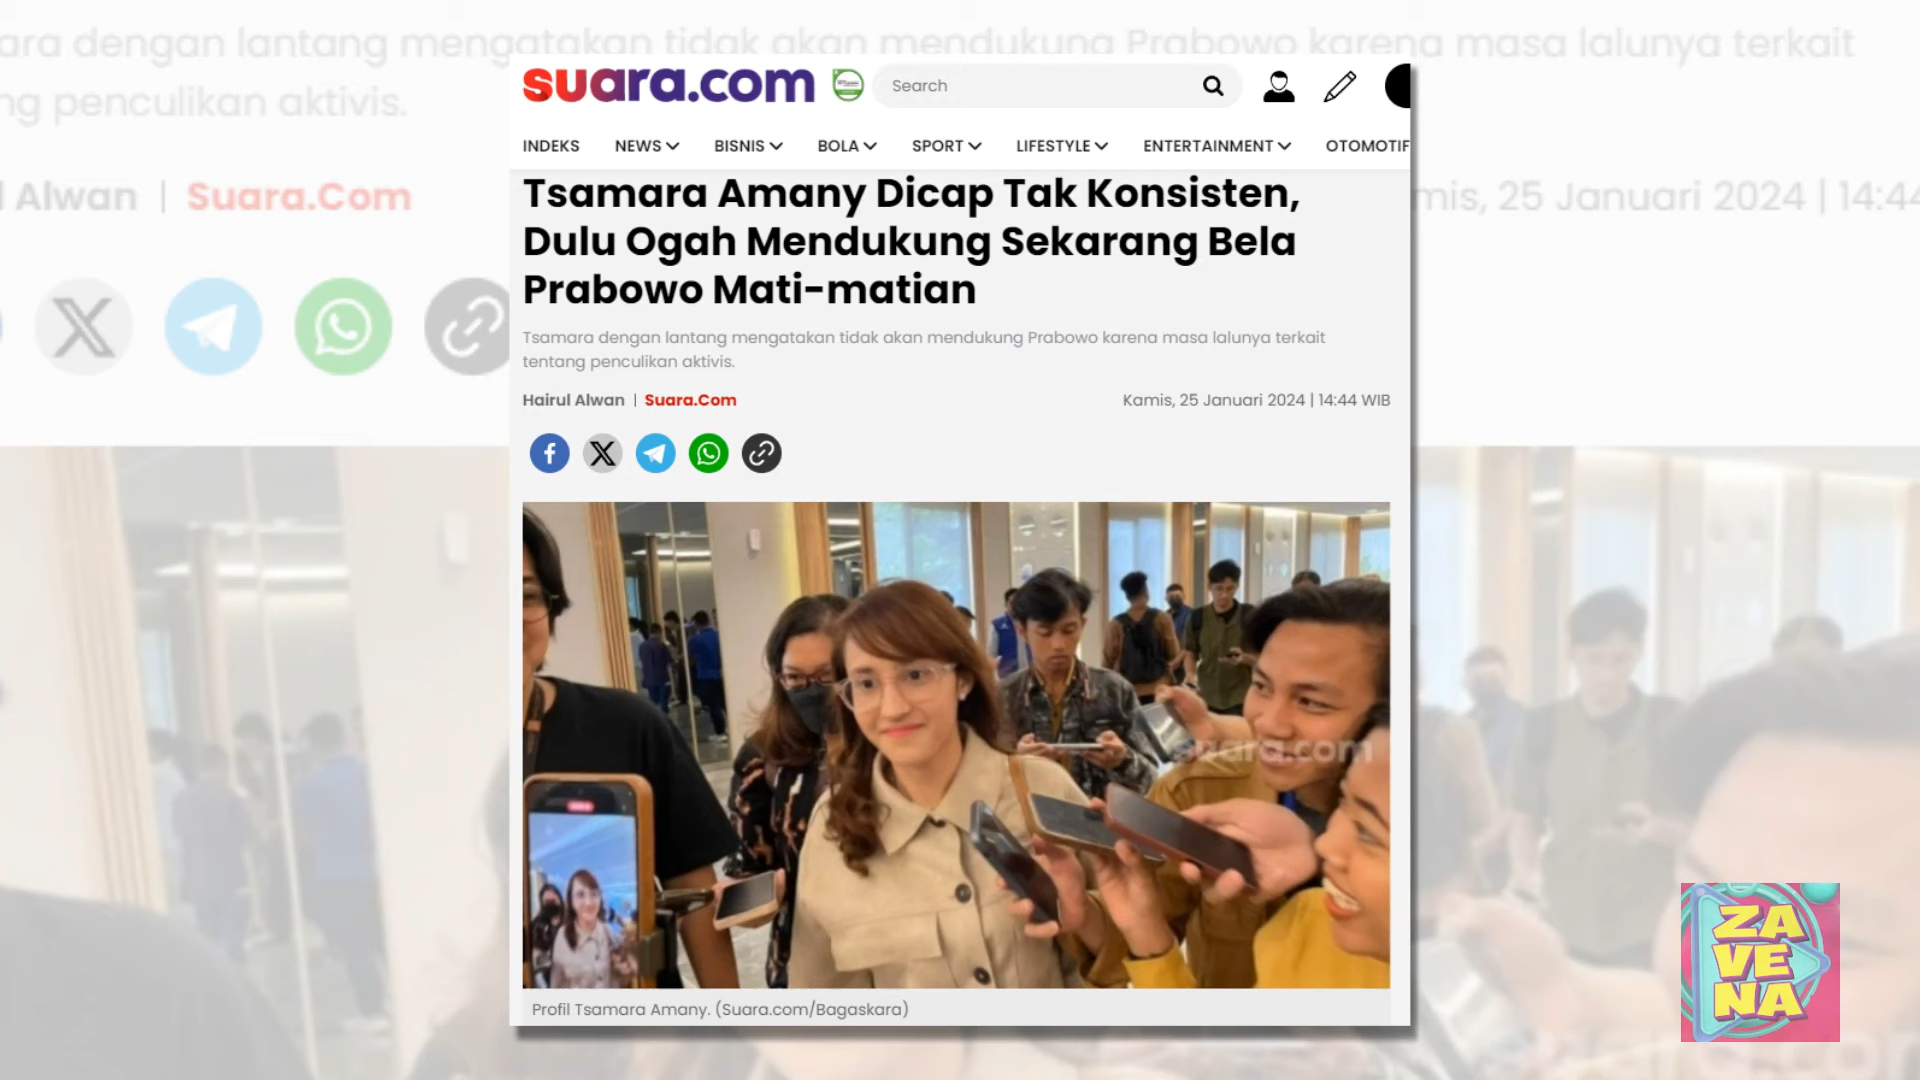 ara dengan lantang mengatakan tidak akan mendukung Prabowo karena masa lalunya terkait
ng penculikan aktivis.
Alwan | Suara.Com
mis, 25 Januari 2024 | 14:44
suara.com
Search
INDEKS NEWS BISNIS BOLA SPORT LIFESTYLE ENTERTAINMENT OTOMOTIF
Tsamara Amany Dicap Tak Konsisten,
Dulu Ogah Mendukung Sekarang Bela
Prabowo Mati-matian
Tsamara dengan lantang mengatakan tidak akan mendukung Prabowo karena masa lalunya terkait
tentang penculikan aktivis.
Hairul Alwan | Suara.Com
Kamis, 25 Januari 2024 | 14:44 WIB
suara.com
Profil Tsamara Amany. (Suara.com/Bagaskara)
ZA
VE
NA